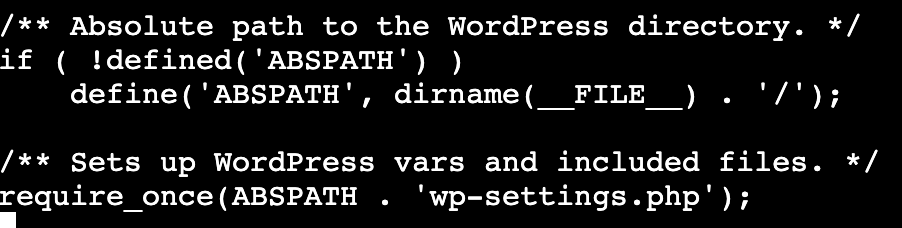 /** Absolute path to the WordPress directory. */
if ( !defined('ABSPATH') )
    define('ABSPATH', dirname(__FILE__) . '/');

/** Sets up WordPress vars and included files. */
require_once(ABSPATH . 'wp-settings.php');